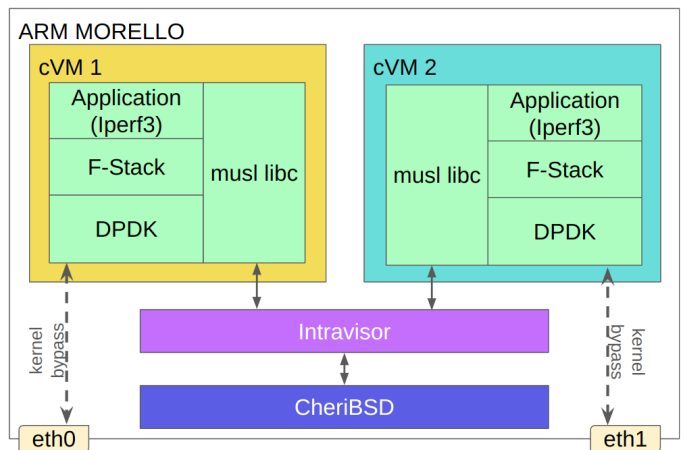 ARM MORELLO
cVM 1
Application
(Iperf3)
F-Stack
DPDK
musl libc
cVM 2
musl libc
Application
(Iperf3)
F-Stack
DPDK
kernel
bypass
Intravisor
kernel
bypass
CheriBSD
eth0
eth1